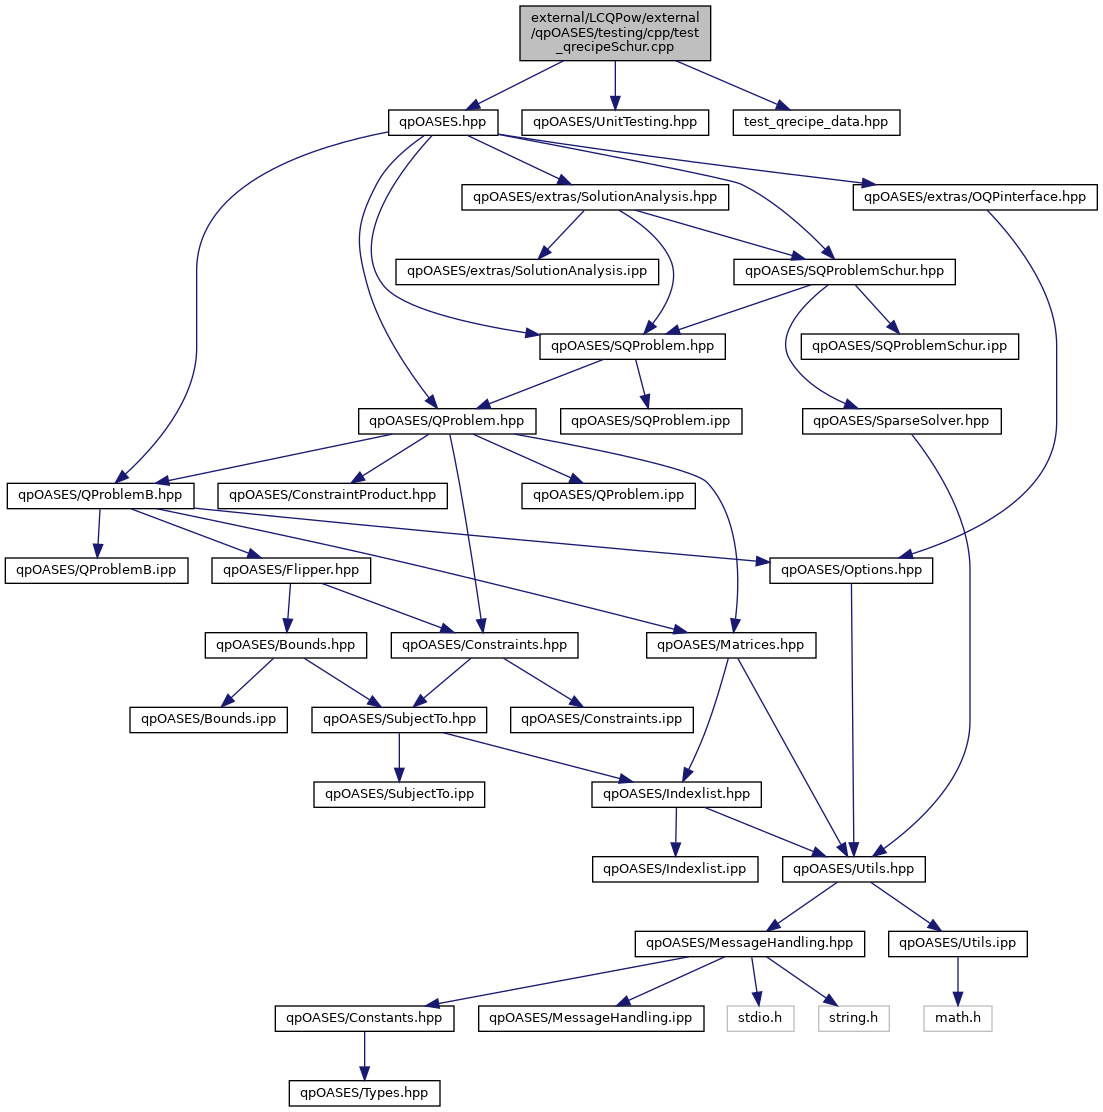 external/LCQPow/external
/qpOASES/testing/cpp/test
_qrecipeSchur.cpp
qpOASES.hpp
qpOASES/UnitTesting.hpp
test_qrecipe_data.hpp
qpOASES/extras/SolutionAnalysis.hpp
qpOASES/extras/OQPinterface.hpp
qpOASES/extras/SolutionAnalysis.ipp
qpOASES/SQProblemSchur.hpp
qpOASES/SQProblem.hpp
qpOASES/SQProblemSchur.ipp
qpOASES/QProblem.hpp
qpOASES/SQProblem.ipp
qpOASES/SparseSolver.hpp
qpOASES/QProblemB.hpp
qpOASES/ConstraintProduct.hpp
qpOASES/QProblem.ipp
qpOASES/QProblemB.ipp
qpOASES/Flipper.hpp
qpOASES/Options.hpp
qpOASES/Bounds.hpp
qpOASES/Constraints.hpp
qpOASES/Matrices.hpp
qpOASES/Bounds.ipp
qpOASES/SubjectTo.hpp
qpOASES/Constraints.ipp
qpOASES/SubjectTo.ipp
qpOASES/Indexlist.hpp
qpOASES/Indexlist.ipp
qpOASES/Utils.hpp
qpOASES/MessageHandling.hpp
qpOASES/Utils.ipp
qpOASES/Constants.hpp
qpOASES/MessageHandling.ipp
stdio.h
string.h
math.h
qpOASES/Types.hpp